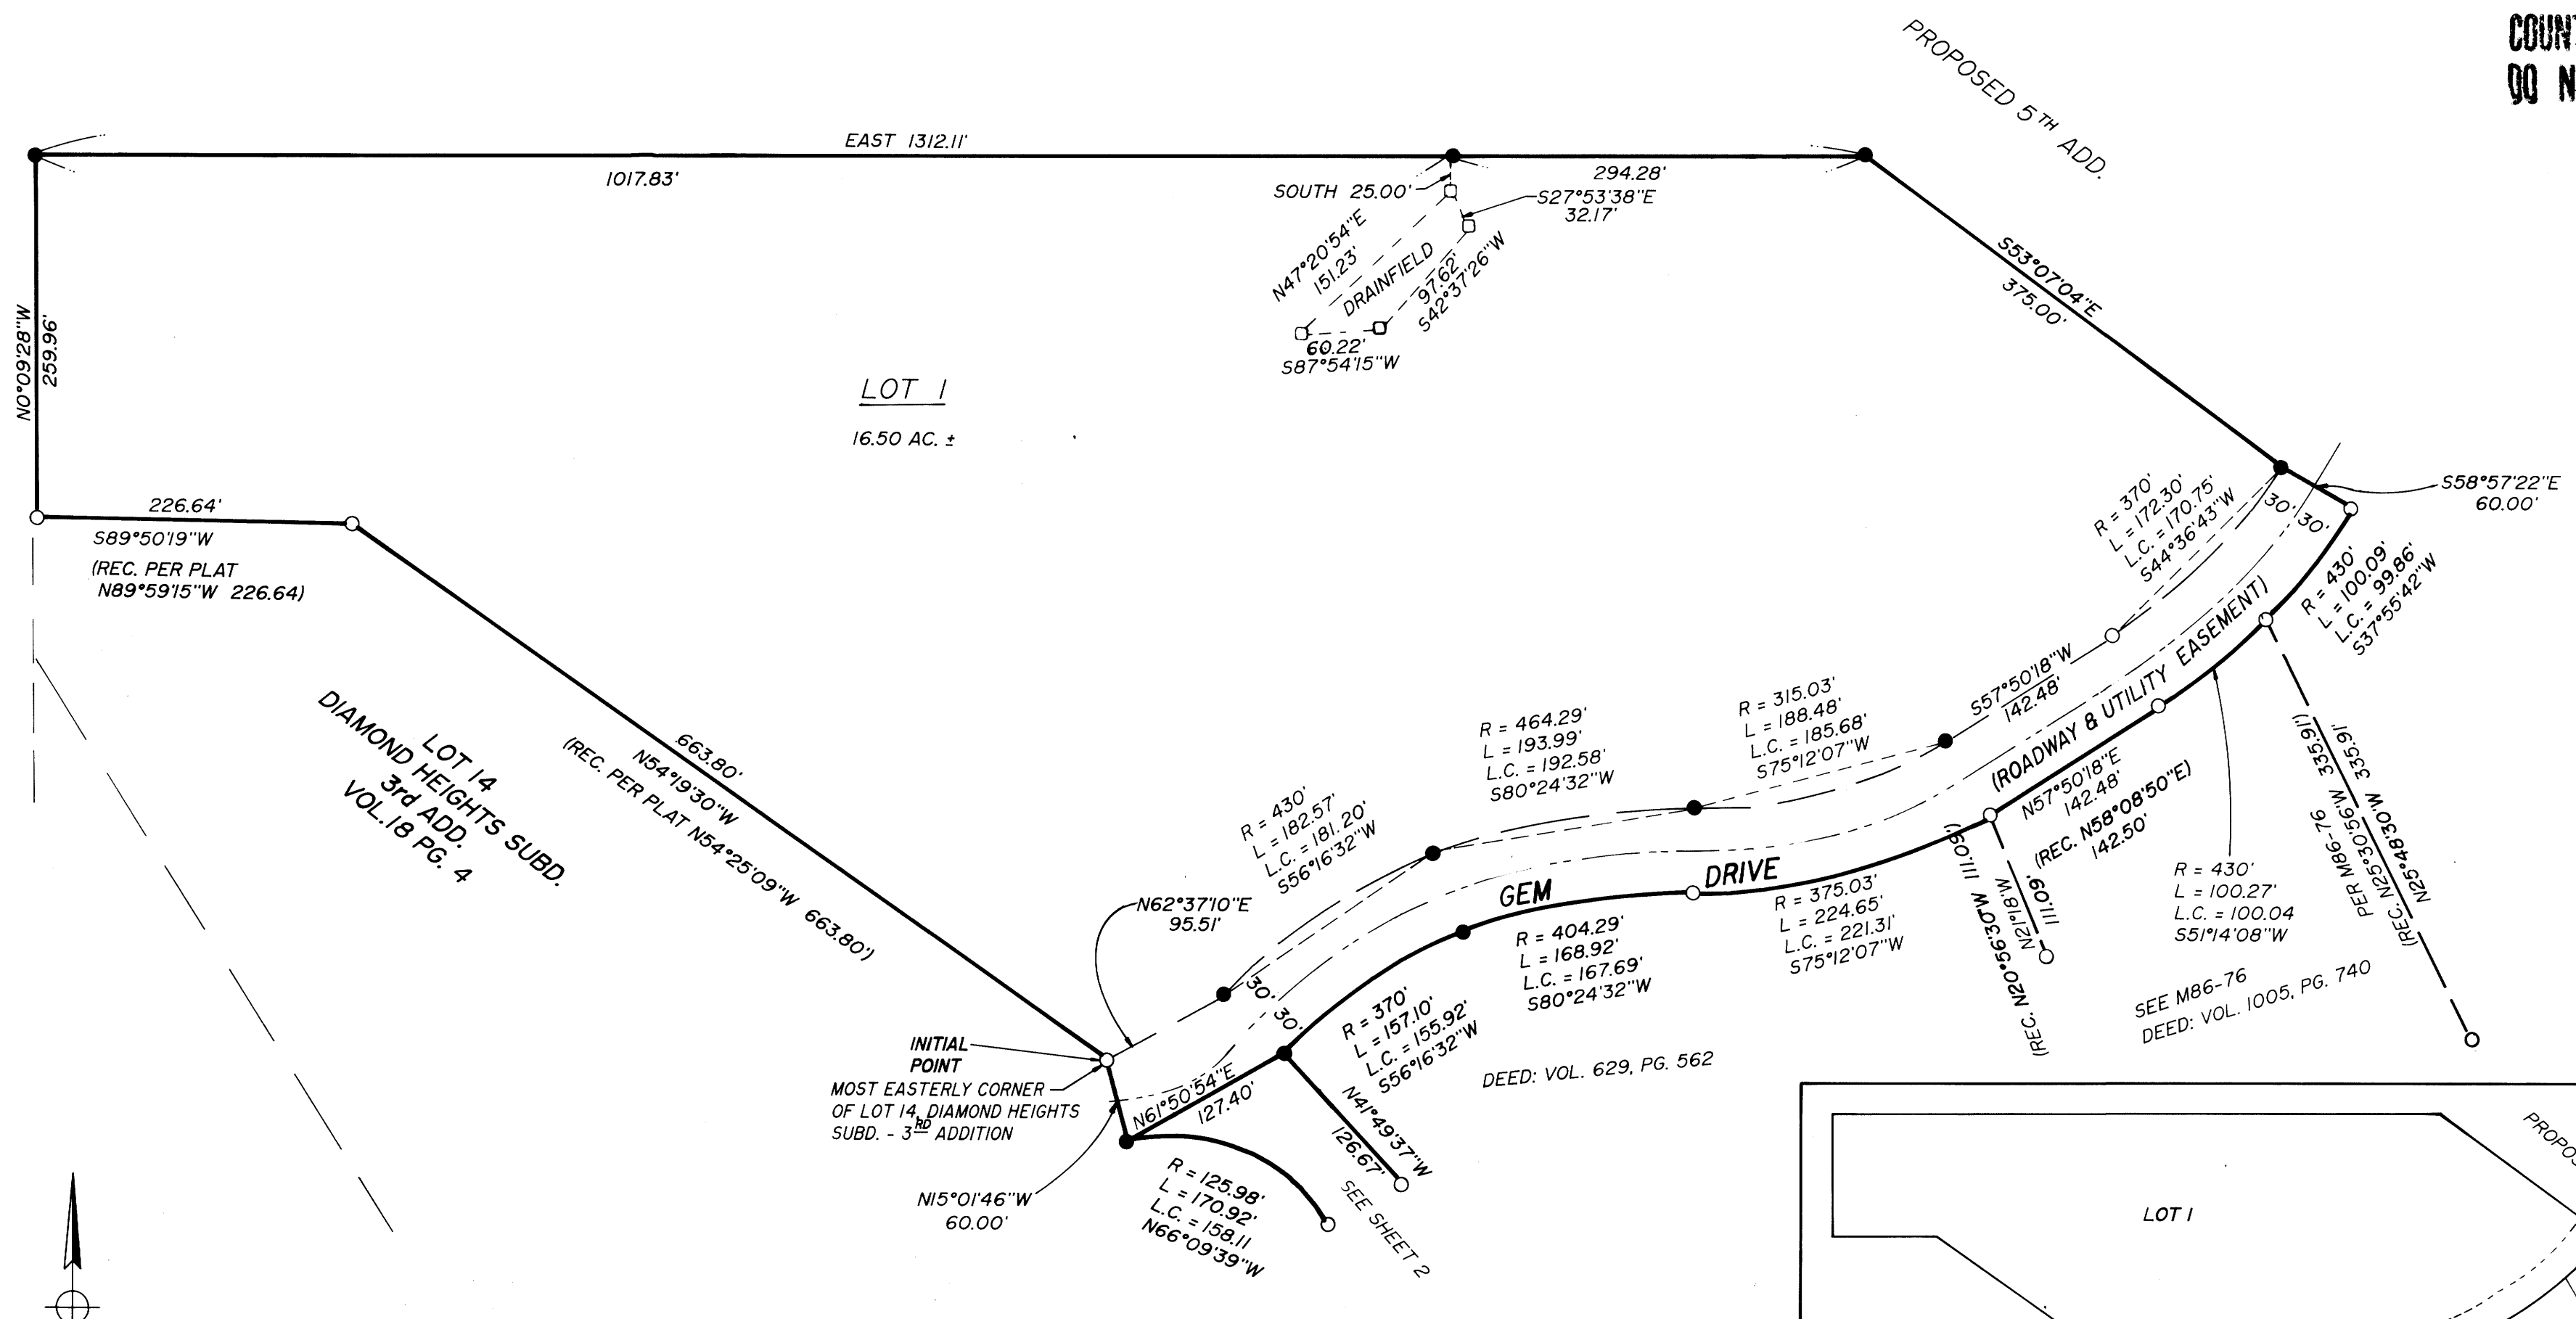 COUN
DO N
PROPOSED 5TH ADD.
EAST 1312.11'
1017.83'
294.28'
SOUTH 25.00'
S27°53'38"E
32.17'
N47°20'54"E
151.23'
DRAINFIELD
97.62'
S42°37'26"W
60.22'
S87°54'15"W
S53°07'04"E
375.00'
N0°09'28"W
259.96'
LOT 1
16.50 AC. ±
226.64'
S89°50'19"W
(REC. PER PLAT
N89°59'15"W 226.64)
S58°57'22"E
60.00'
30' 30'
R = 370'
L = 172.30'
L.C. = 170.75'
S44°36'43"W
R = 430'
L = 100.09'
L.C. = 99.86'
S37°55'42"W
LOT 14
DIAMOND HEIGHTS SUBD.
3rd ADD.
VOL.18 PG. 4
663.80'
N54°19'30"W
(REC. PER PLAT N54°25'09"W 663.80')
R = 430'
L = 182.57'
L.C. = 181.20'
S56°16'32"W
R = 464.29'
L = 193.99'
L.C. = 192.58'
S80°24'32"W
R = 315.03'
L = 188.48'
L.C. = 185.68'
S75°12'07"W
S57°50'18"W
142.48'
(ROADWAY & UTILITY EASEMENT)
N57°50'18"E
142.48'
(REC. N58°08'50"E)
142.50'
GEM DRIVE
N62°37'10"E
95.51'
30' 30'
INITIAL
POINT
MOST EASTERLY CORNER
OF LOT 14, DIAMOND HEIGHTS
SUBD. - 3RD ADDITION
N15°01'46"W
60.00'
N61°50'54"E
127.40'
R = 125.98'
L = 170.92'
L.C. = 158.11
N66°09'39"W
R = 370'
L = 157.10'
L.C. = 155.92'
S56°16'32"W
N41°49'37"W
126.67'
SEE SHEET 2
R = 404.29'
L = 168.92'
L.C. = 167.69'
S80°24'32"W
R = 375.03'
L = 224.65'
L.C. = 221.31'
S75°12'07"W
DEED: VOL. 629, PG. 562
(REC. N20°56'30"W 111.09')
N21°11'18"W
111.09'
R = 430'
L = 100.27'
L.C. = 100.04
S51°14'08"W
PER M86-76
(REC. N25°30'56"W 335.91')
N25°48'30"W 335.91'
SEE M86-76
DEED: VOL. 1005, PG. 740
PROPOS
LOT 1